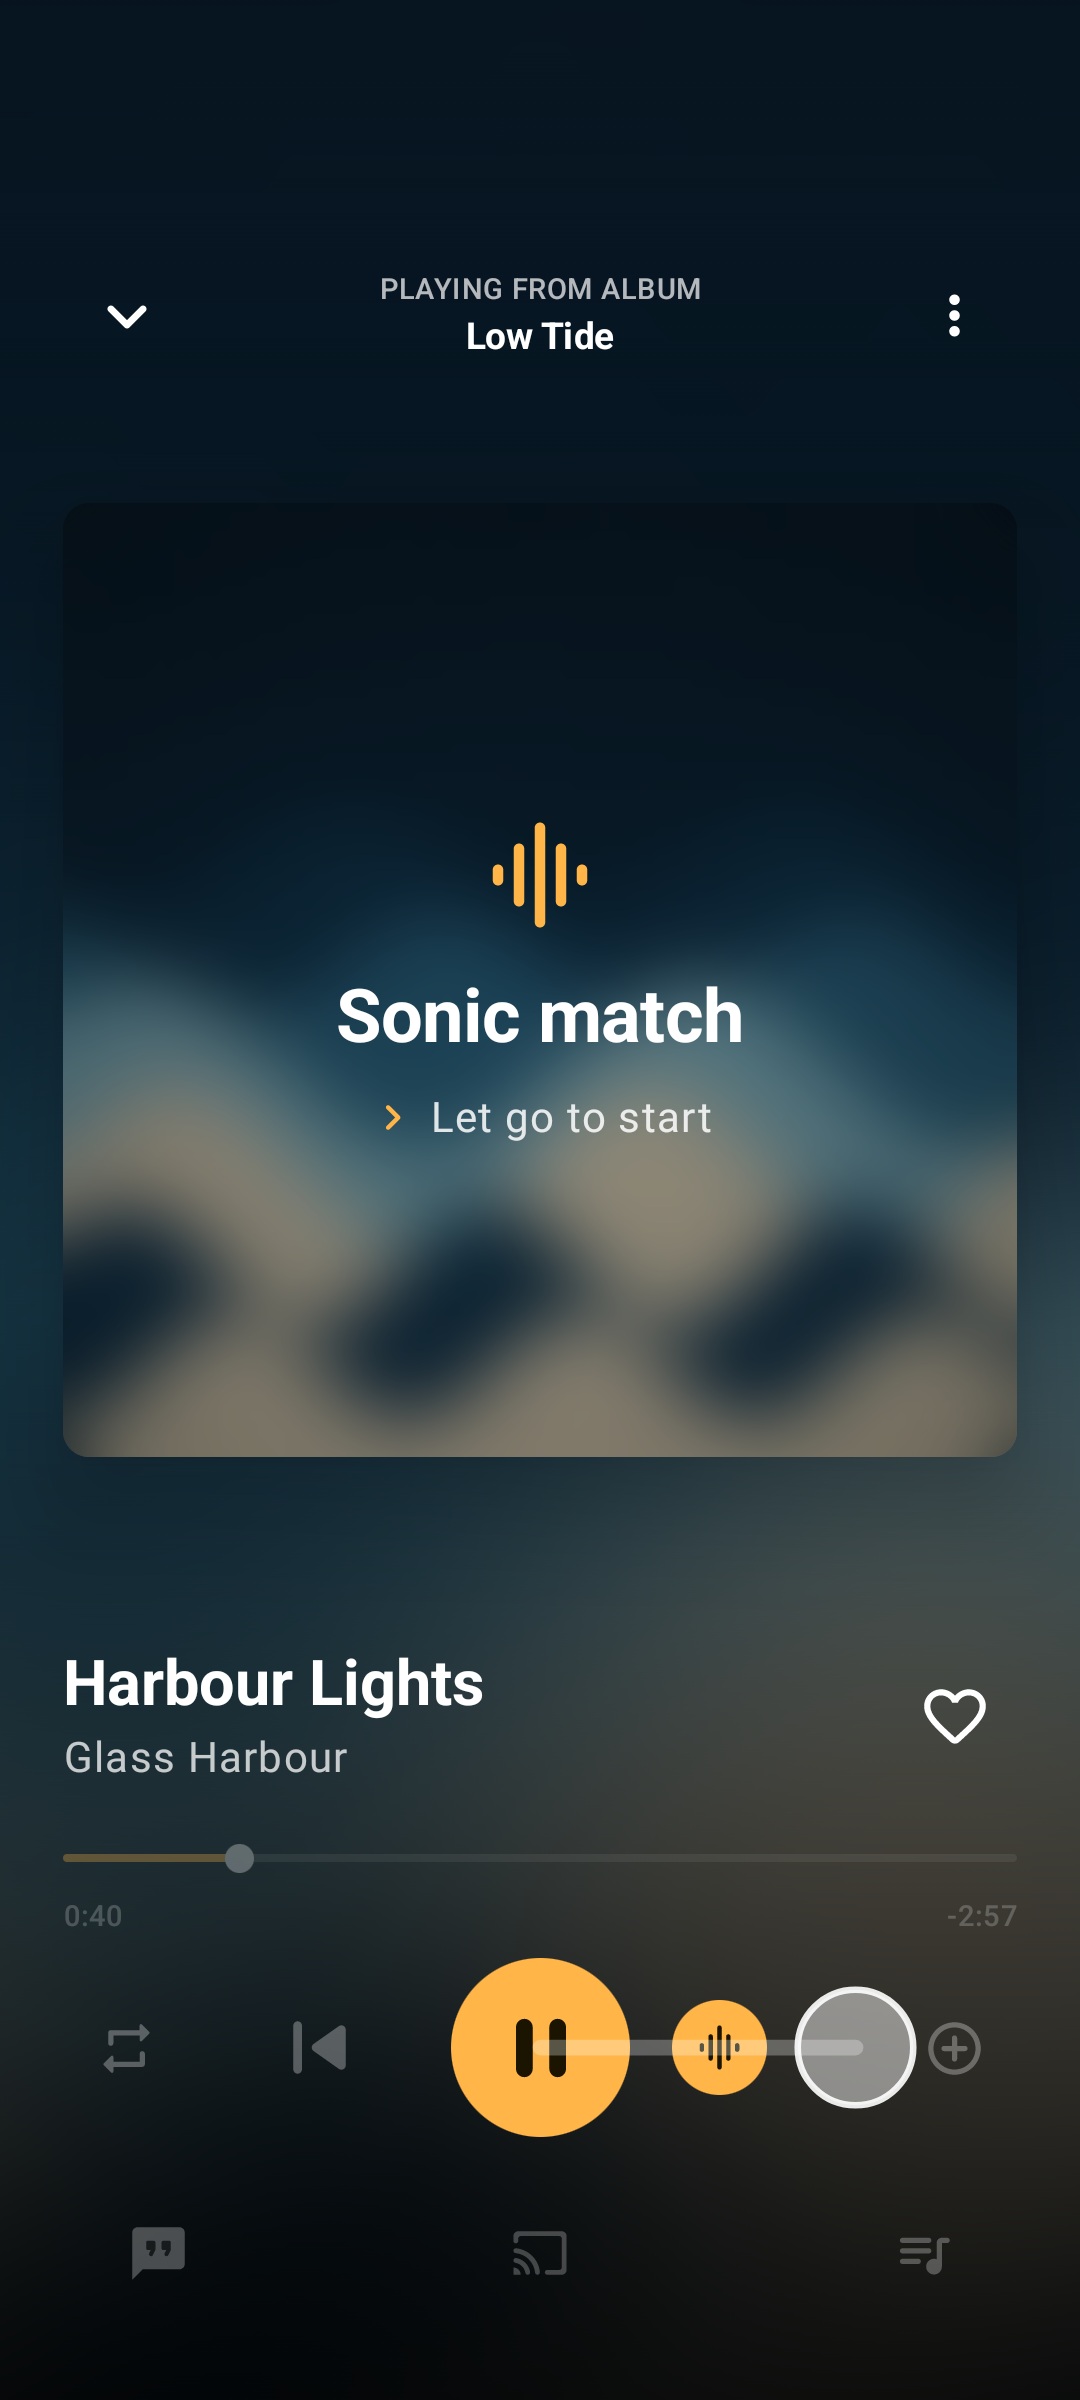 PLAYING FROM ALBUM
Low Tide
Sonic match
Let go to start
Harbour Lights
Glass Harbour
0:40
-2:57